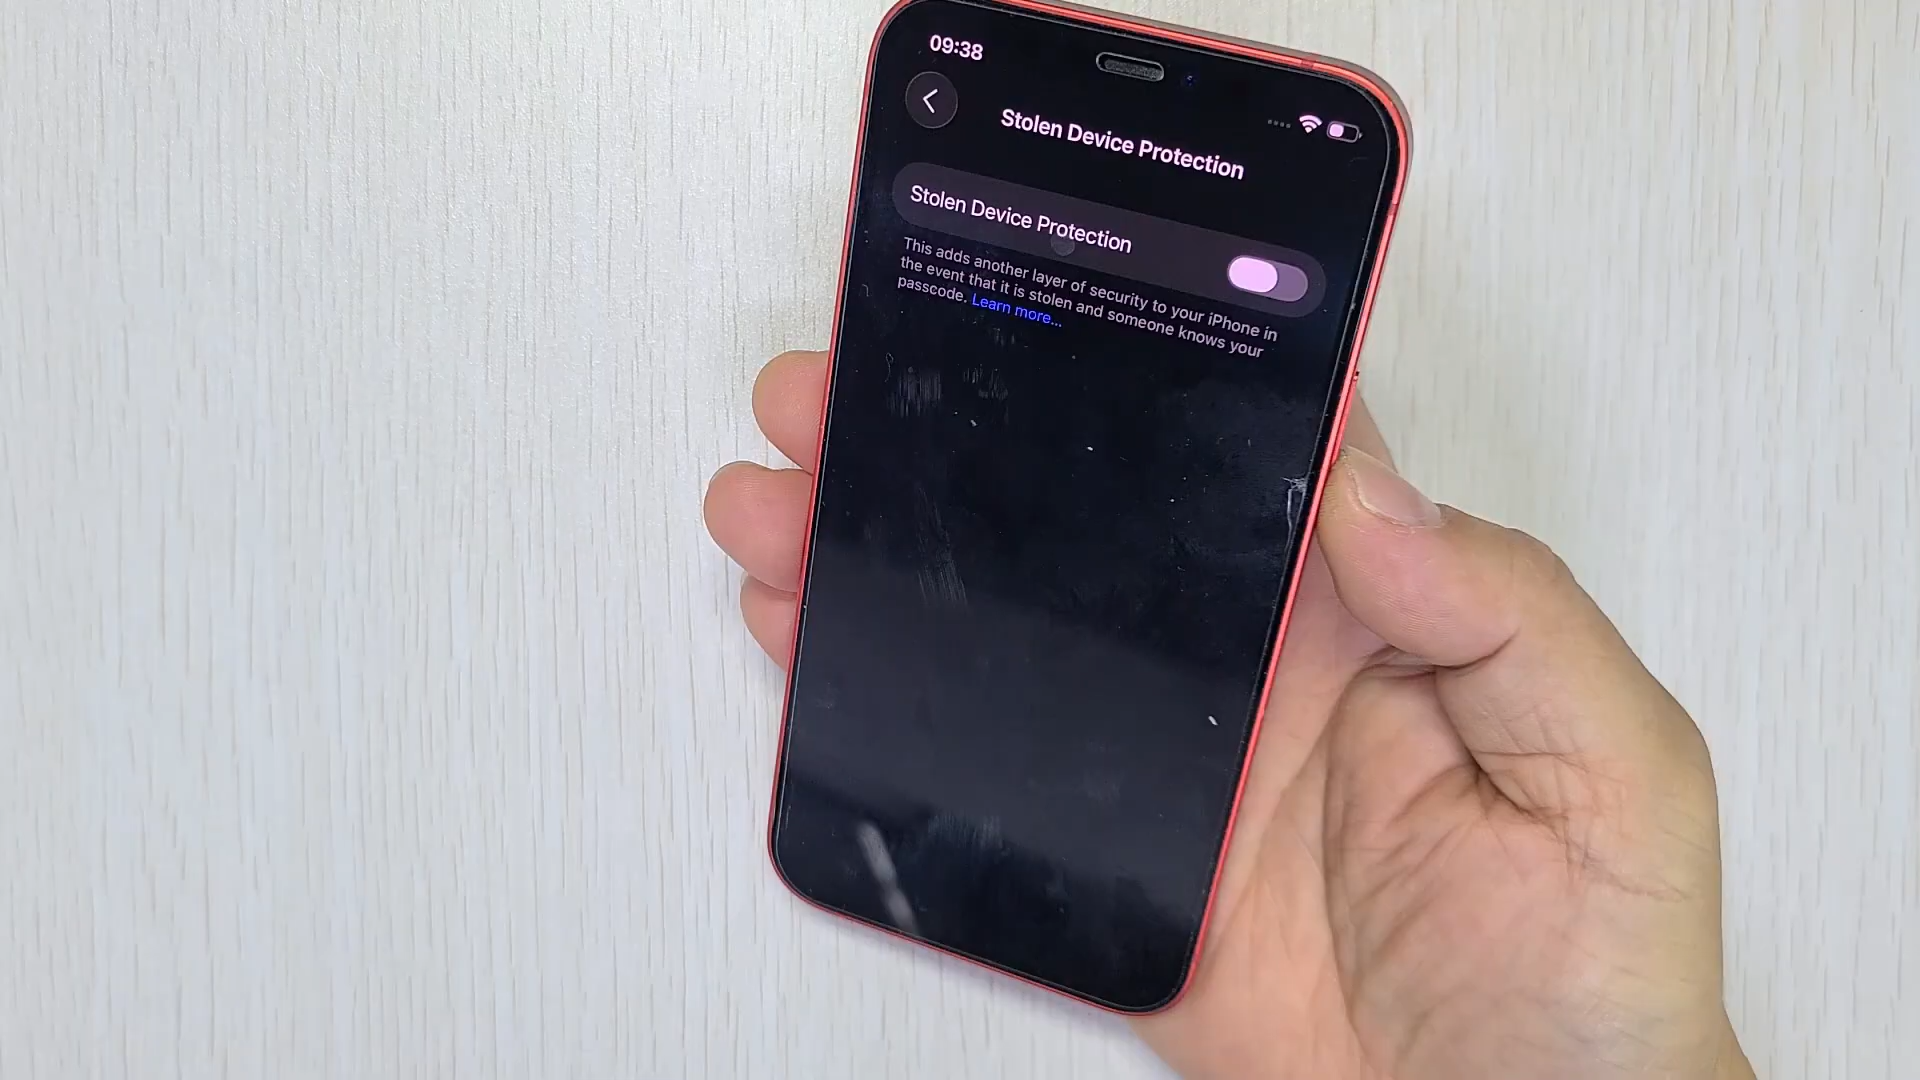 09:38
Stolen Device Protection
Stolen Device Protection
This adds another layer of security to your iPhone in
the event that it is stolen and someone knows your
passcode. Learn more...